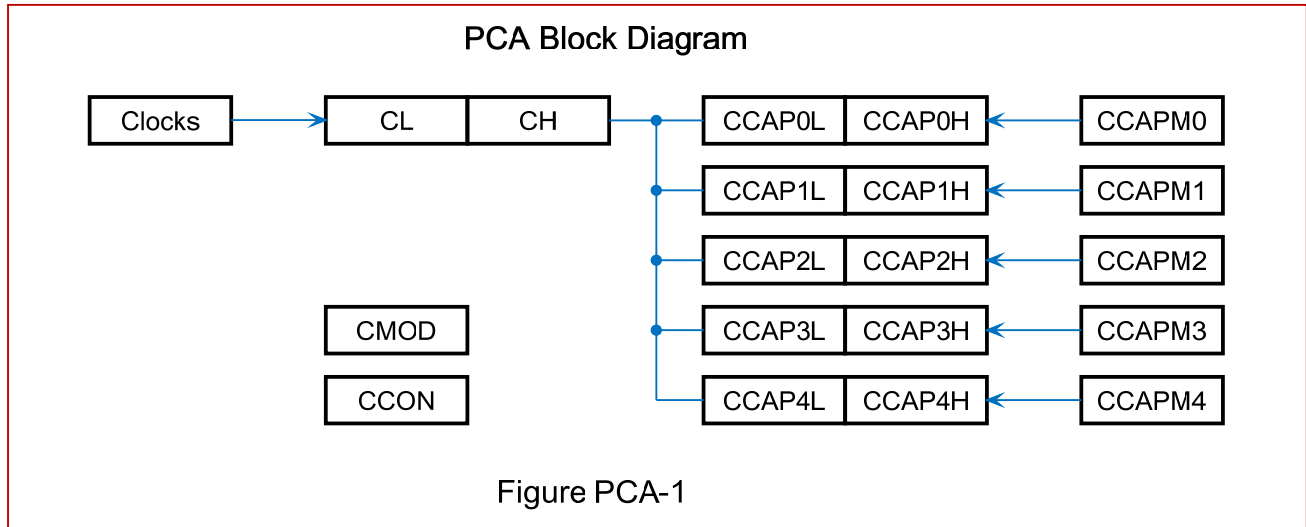 PCA Block Diagram
Clocks CL CH CCAP0L CCAP0H CCAPM0
CCAP1L CCAP1H CCAPM1
CCAP2L CCAP2H CCAPM2
CMOD CCAP3L CCAP3H CCAPM3
CCON CCAP4L CCAP4H CCAPM4
Figure PCA-1